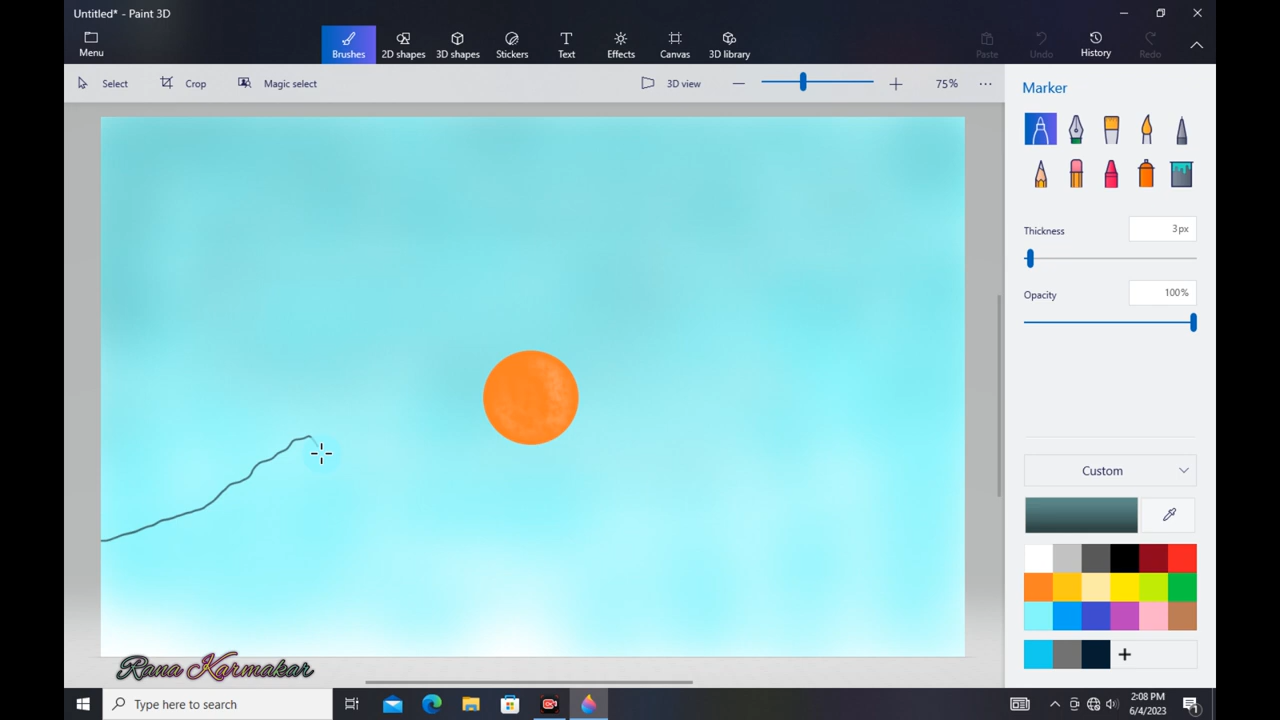 Untitled* - Paint 3D
Menu
Brushes
2D shapes
3D shapes
Stickers
Text
Effects
Canvas
3D library
Paste
Undo
History
Redo
Select
Crop
Magic select
3D view
75%
Marker
Thickness
3px
Opacity
100%
Custom
Rana Karmakar
Type here to search
2:08 PM
6/4/2023
1